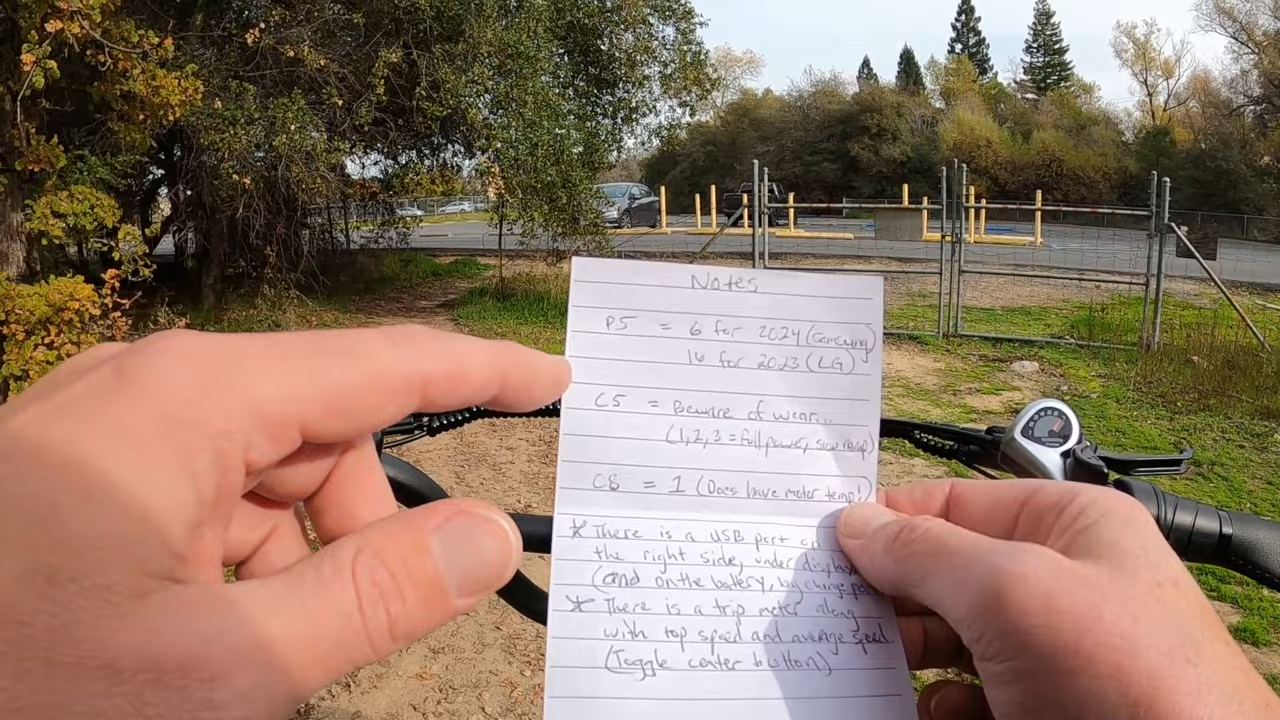 Notes
P5 = 6 for 2024 (Samsung)
16 for 2023 (LG)
C5 = Beware of wear...
(1,2,3 = Full power, slow ramp)
C8 = 1 (Does have motor temp!)
* There is a USB port on
the right side, under display
(and on the battery, by charge
* There is a trip meter along
with top speed and average speed.
(Toggle center button)